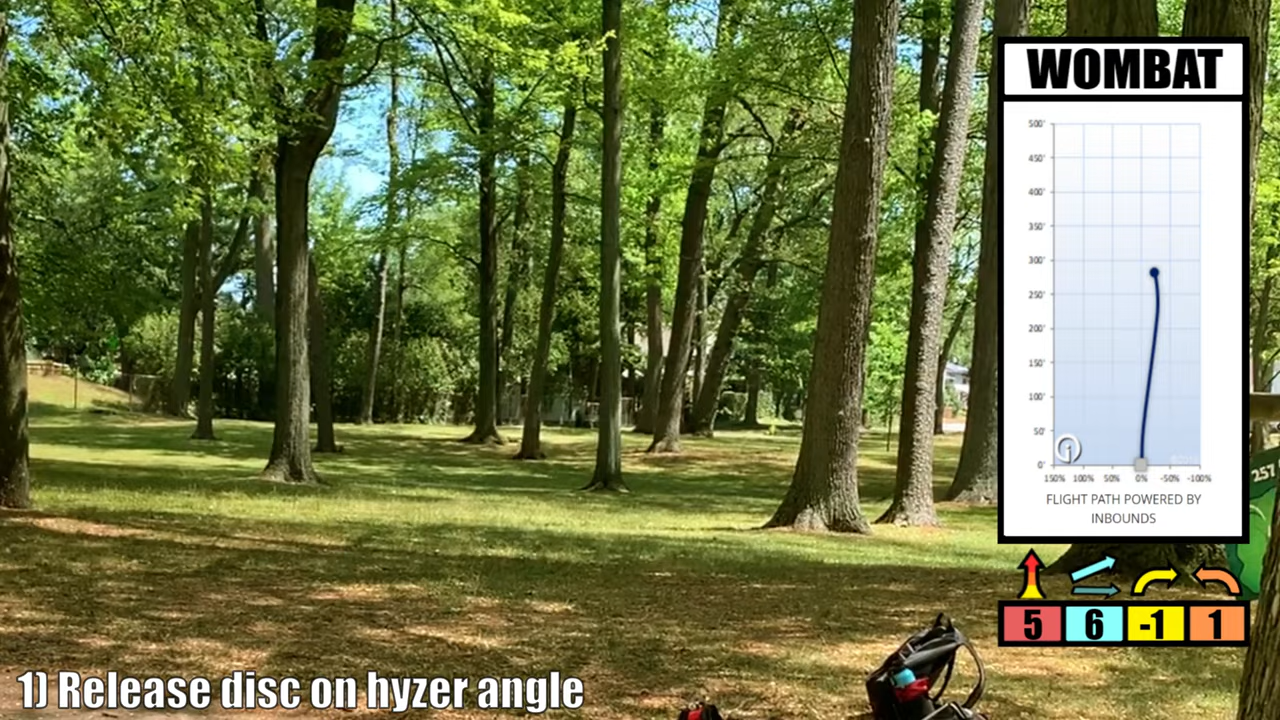 WOMBAT
500'
450'
400'
350'
300'
250'
200'
150'
100'
50'
0'
150% 100% 50% 0% -50% -100%
FLIGHT PATH POWERED BY
INBOUNDS
257
5 6 -1 1
1) Release disc on hyzer angle